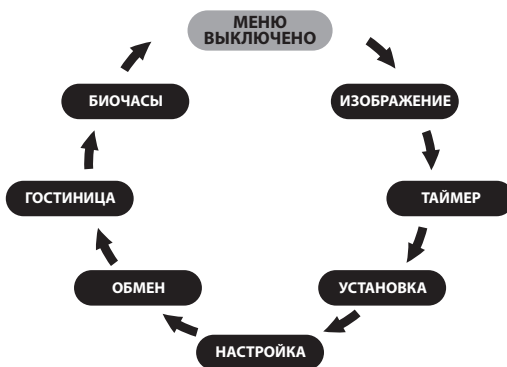 МЕНЮ
ВЫКЛЮЧЕНО
БИОЧАСЫ
ИЗОБРАЖЕНИЕ
ГОСТИНИЦА
ТАЙМЕР
ОБМЕН
УСТАНОВКА
НАСТРОЙКА